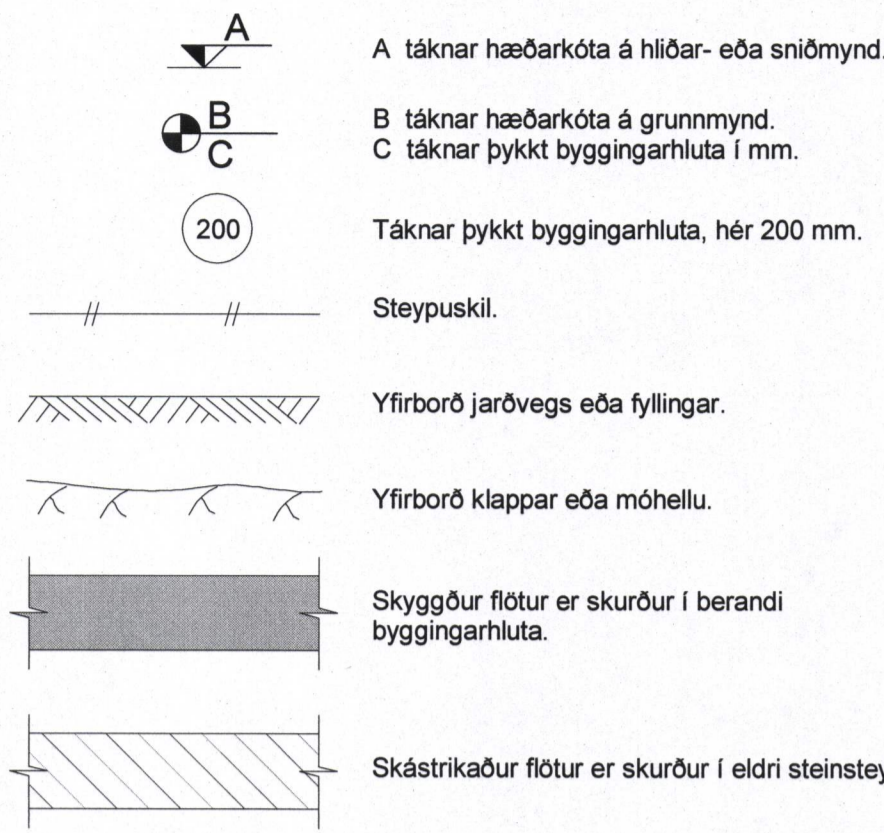 A
A táknar hæðarkóta á hliðar- eða sniðmynd.
B
C
B táknar hæðarkóta á grunnmynd.
C táknar þykkt byggingarhluta í mm.
200
Táknar þykkt byggingarhluta, hér 200 mm.
Steypuskil.
Yfirborð jarðvegs eða fyllingar.
Yfirborð klappar eða móhellu.
Skyggður flötur er skurður í berandi
byggingarhluta.
Skástrikaður flötur er skurður í eldri